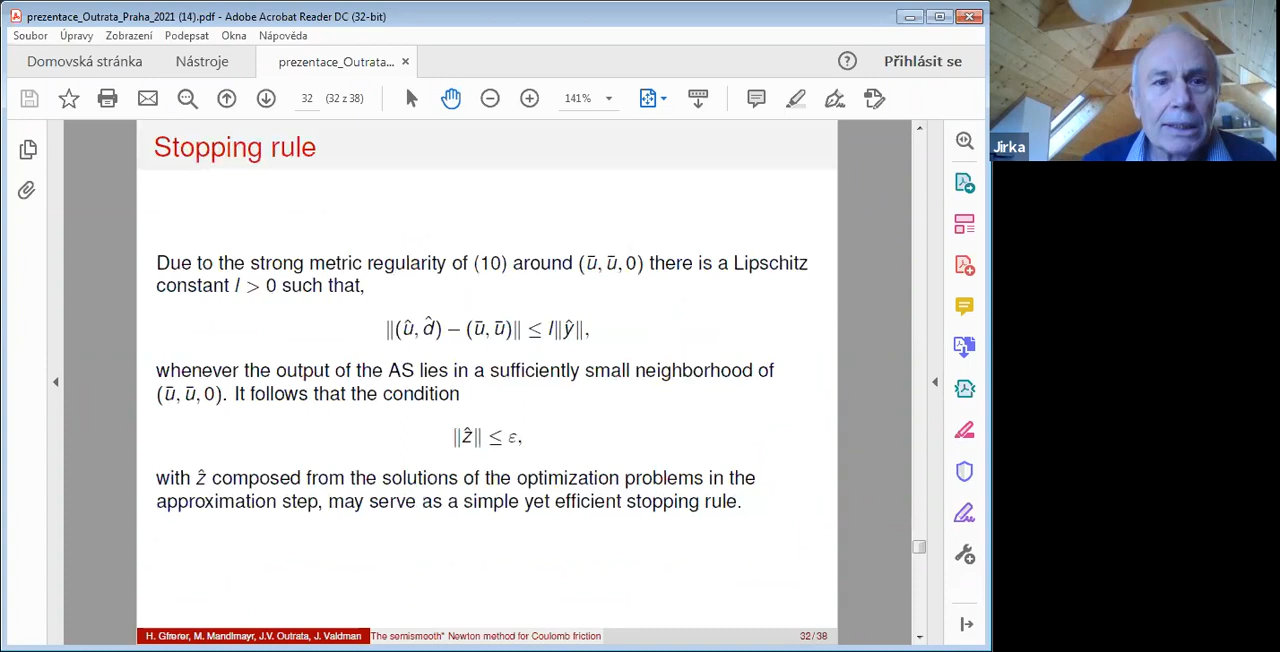 prezentace_Outrata_Praha_2021 (14).pdf - Adobe Acrobat Reader DC (32-bit)
Soubor Úpravy Zobrazení Podepsat Okna Nápověda
Domovská stránka Nástroje prezentace_Outrata... × Přihlásit se
32 (32 z 38) 141%
Jirka
Stopping rule
Due to the strong metric regularity of (10) around (ū, ū, 0) there is a Lipschitz
constant l > 0 such that,
‖(û, d̂) − (ū, ū)‖ ≤ l‖ŷ‖,
whenever the output of the AS lies in a sufficiently small neighborhood of
(ū, ū, 0). It follows that the condition
‖ẑ‖ ≤ ε,
with ẑ composed from the solutions of the optimization problems in the
approximation step, may serve as a simple yet efficient stopping rule.
H. Gfrerer, M. Mandlmayr, J.V. Outrata, J. Valdman The semismooth* Newton method for Coulomb friction 32/38